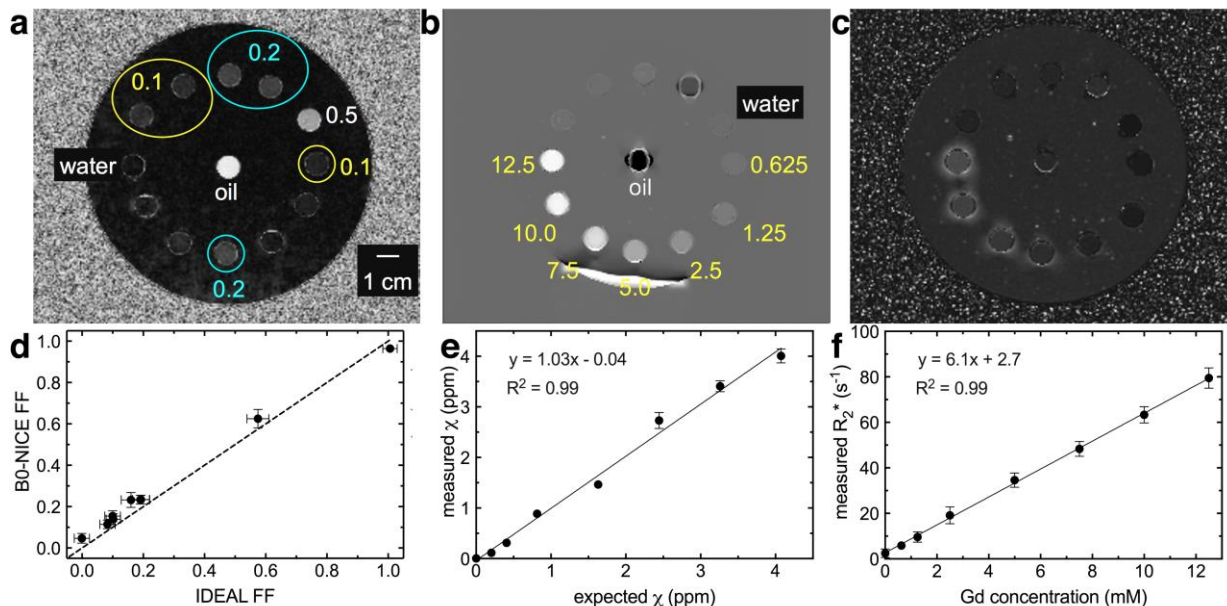 a
0.2
0.1
0.5
water
0.1
oil
0.2
1 cm
b
water
12.5
oil
0.625
10.0
1.25
7.5
5.0
2.5
c
d
1.0
0.8
0.6
0.4
0.2
0.0
B0-NICE FF
0.0 0.2 0.4 0.6 0.8 1.0
IDEAL FF
e
y = 1.03x - 0.04
R² = 0.99
4
3
2
1
0
measured χ (ppm)
0 1 2 3 4
expected χ (ppm)
f
y = 6.1x + 2.7
R² = 0.99
100
80
60
40
20
0
measured R₂* (s⁻¹)
0 2 4 6 8 10 12
Gd concentration (mM)